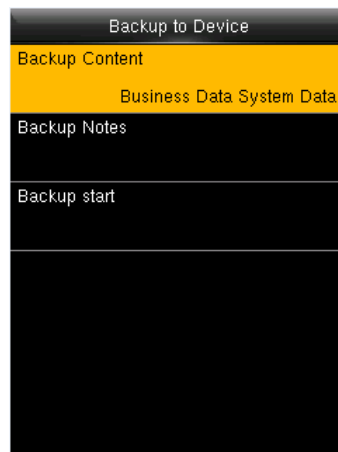 Backup to Device
Backup Content
Business Data System Data
Backup Notes
Backup start